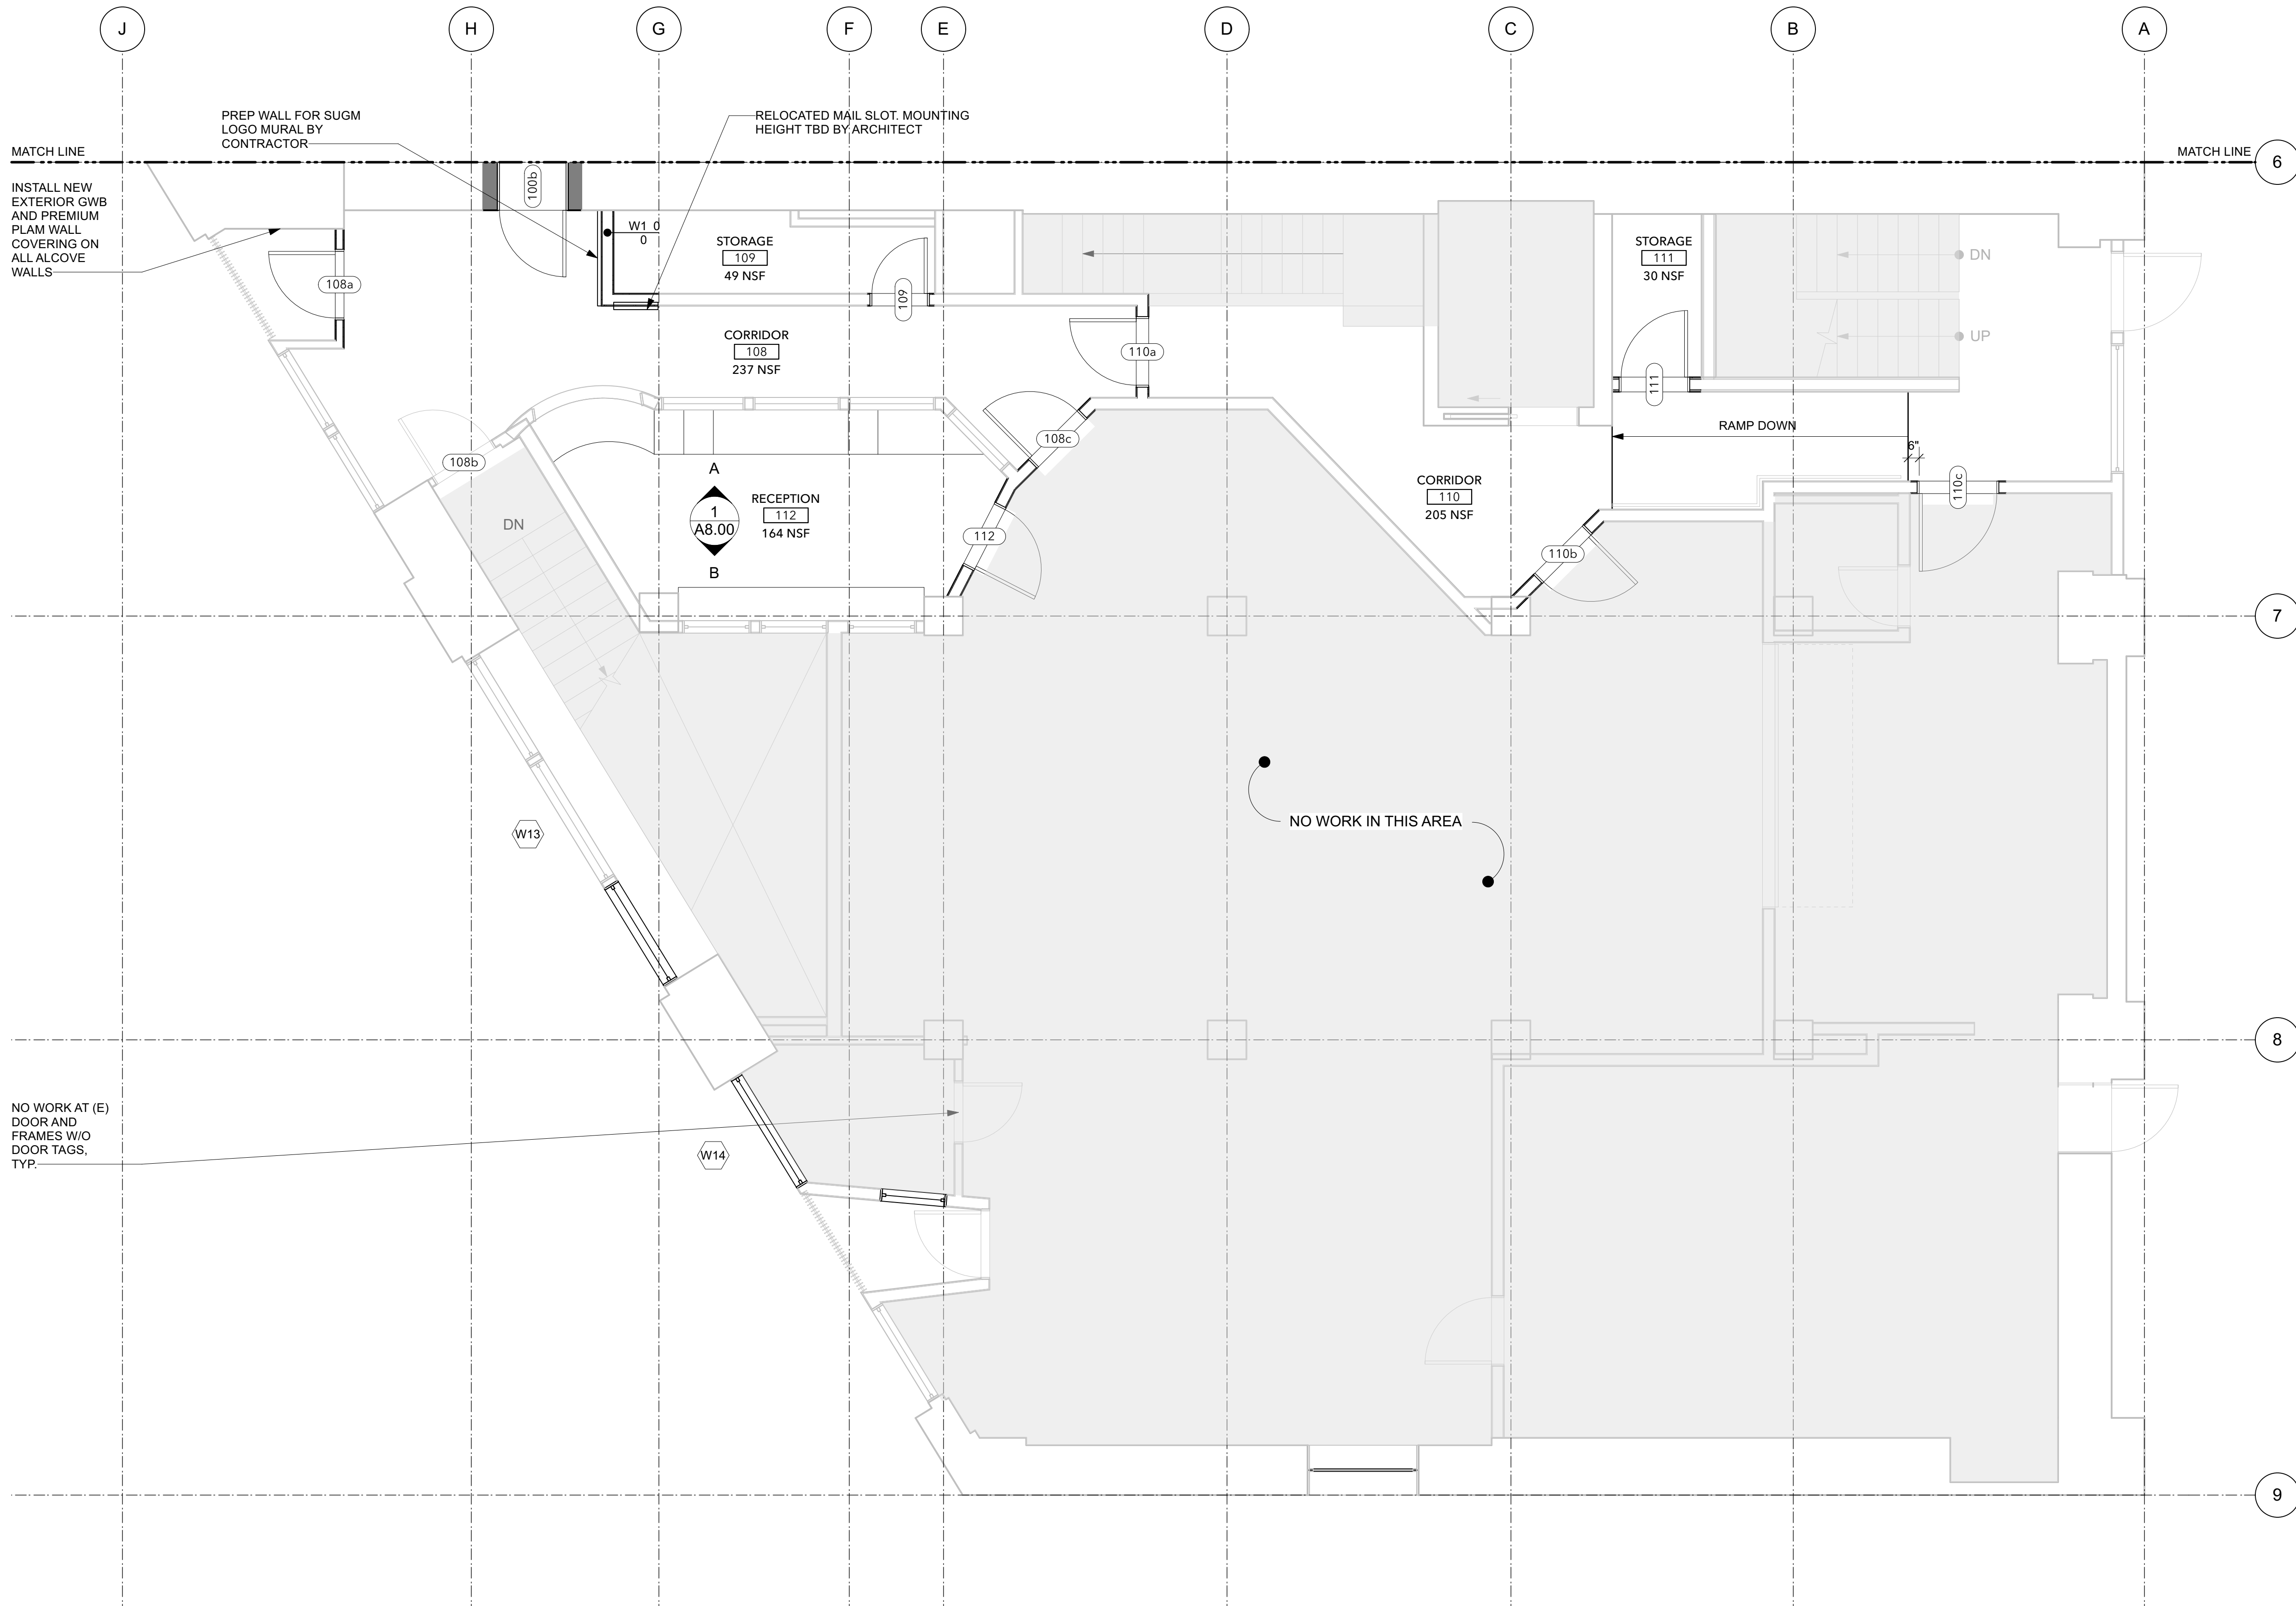 J
H
G
F
E
D
C
B
A
PREP WALL FOR SUGM
LOGO MURAL BY
CONTRACTOR
RELOCATED MAIL SLOT. MOUNTING
HEIGHT TBD BY ARCHITECT
MATCH LINE
MATCH LINE
6
INSTALL NEW
EXTERIOR GWB
AND PREMIUM
PLAM WALL
COVERING ON
ALL ALCOVE
WALLS
100b
W1 0
0
STORAGE
109
49 NSF
STORAGE
111
30 NSF
DN
108a
109
UP
CORRIDOR
108
237 NSF
110a
111
RAMP DOWN
6"
108c
108b
A
1
A8.00
B
RECEPTION
112
164 NSF
CORRIDOR
110
205 NSF
110c
DN
112
110b
7
NO WORK IN THIS AREA
W13
8
NO WORK AT (E)
DOOR AND
FRAMES W/O
DOOR TAGS,
TYP.
W14
9